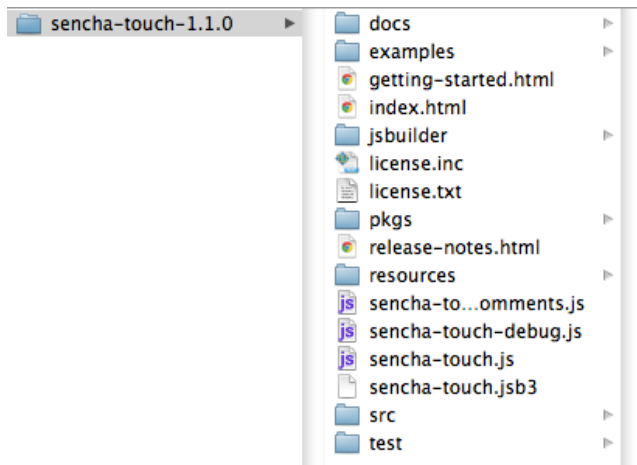 sencha-touch-1.1.0
docs
examples
getting-started.html
index.html
jsbuilder
license.inc
license.txt
pkgs
release-notes.html
resources
sencha-to...omments.js
sencha-touch-debug.js
sencha-touch.js
sencha-touch.jsb3
src
test